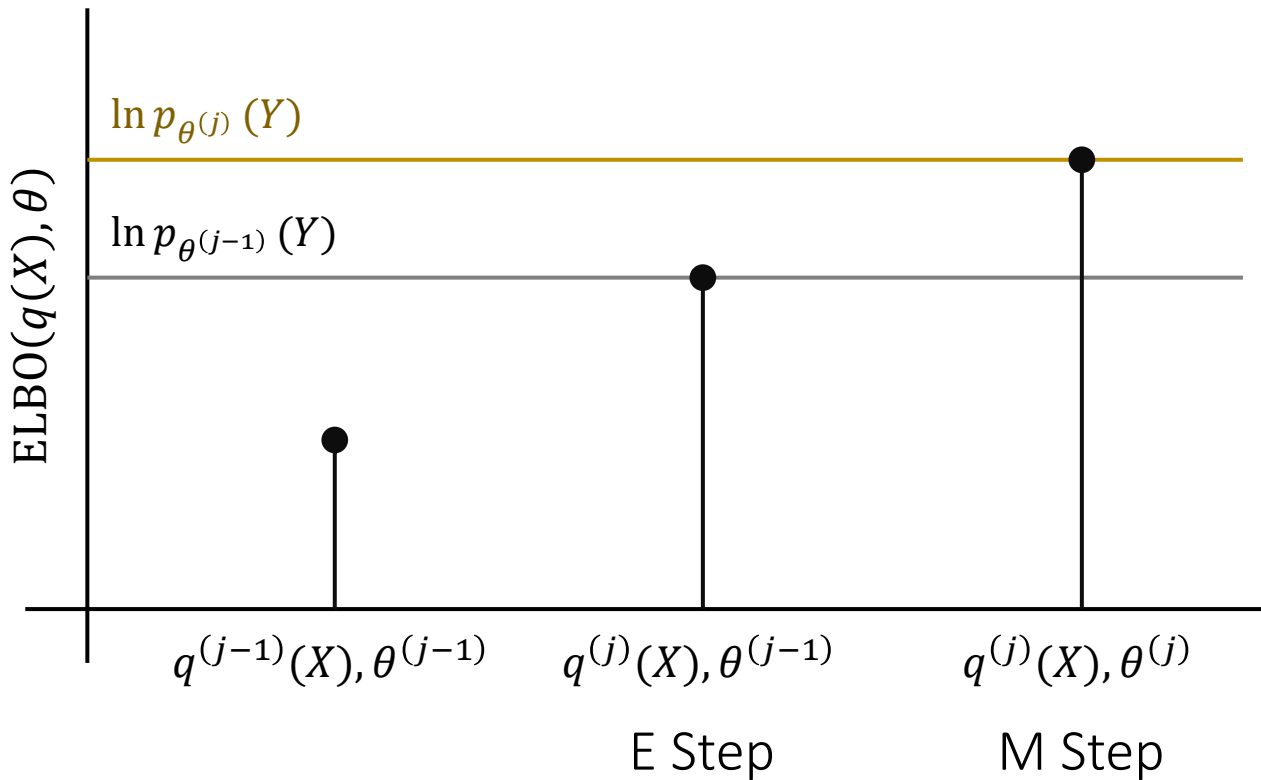 ln p_θ^(j) (Y)
ln p_θ^(j−1) (Y)
ELBO(q(X), θ)
q^(j−1)(X), θ^(j−1)
q^(j)(X), θ^(j−1)
q^(j)(X), θ^(j)
E Step
M Step